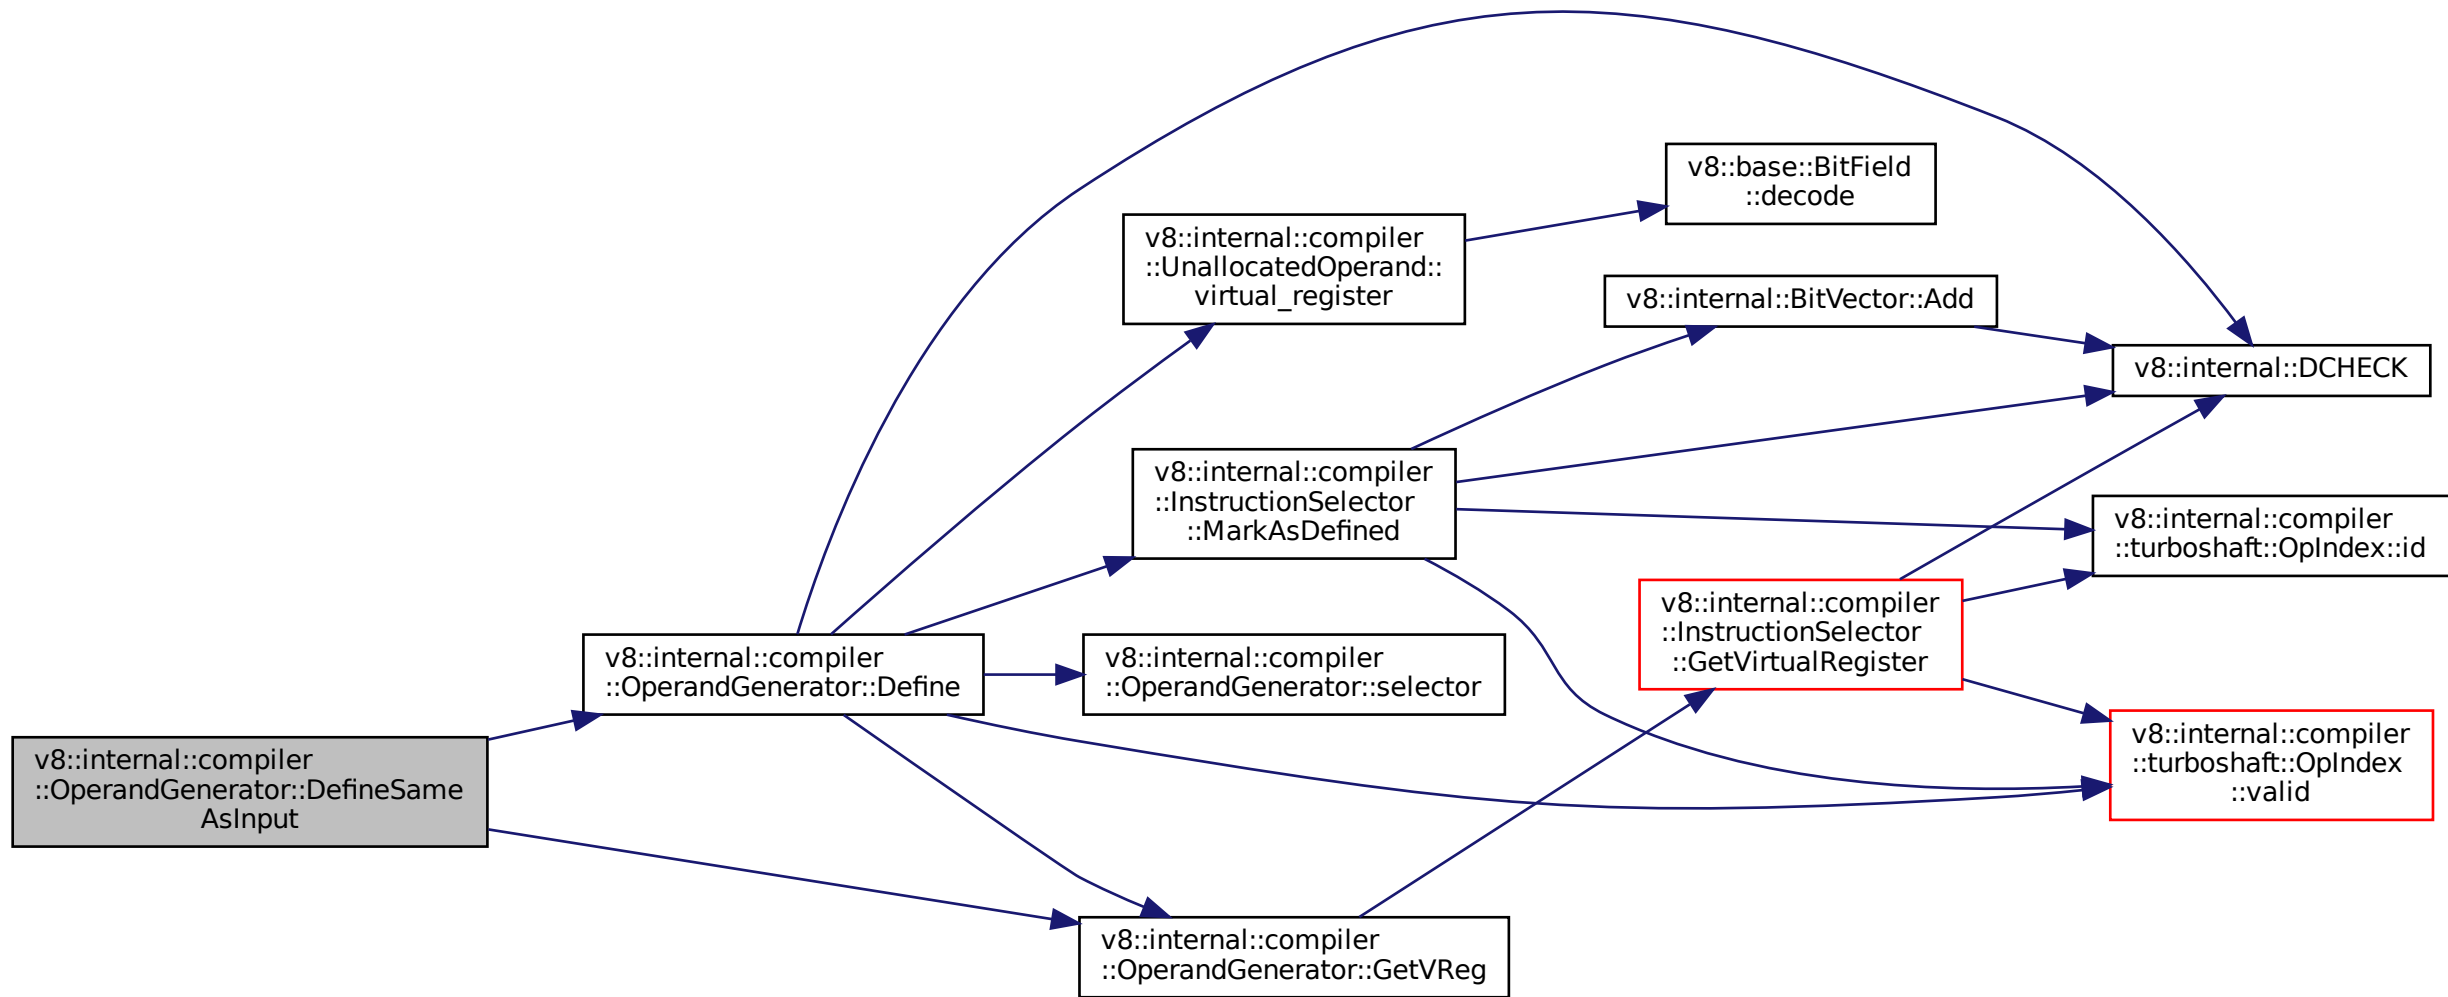 v8::internal::compiler
::OperandGenerator::DefineSame
AsInput
v8::internal::compiler
::OperandGenerator::Define
v8::internal::compiler
::UnallocatedOperand::
virtual_register
v8::base::BitField
::decode
v8::internal::compiler
::InstructionSelector
::MarkAsDefined
v8::internal::BitVector::Add
v8::internal::DCHECK
v8::internal::compiler
::turboshaft::OpIndex::id
v8::internal::compiler
::OperandGenerator::selector
v8::internal::compiler
::InstructionSelector
::GetVirtualRegister
v8::internal::compiler
::turboshaft::OpIndex
::valid
v8::internal::compiler
::OperandGenerator::GetVReg